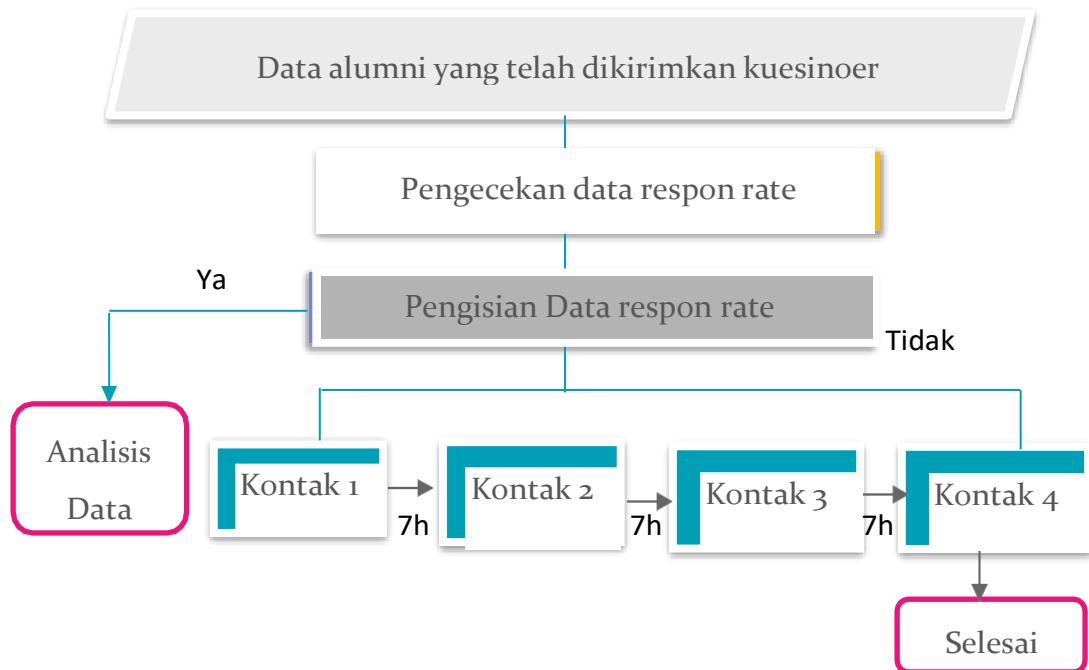 Data alumni yang telah dikirimkan kuesinoer
Pengecekan data respon rate
Ya
Pengisian Data respon rate
Tidak
Analisis
Data
Kontak 1
7h
Kontak 2
7h
Kontak 3
7h
Kontak 4
Selesai